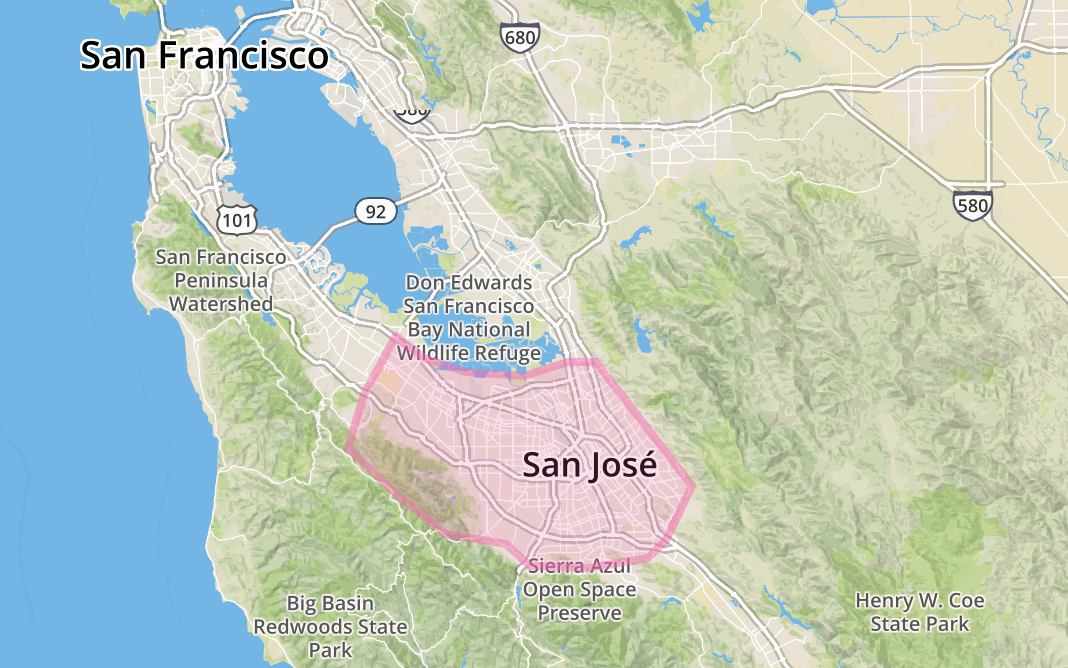 680
San Francisco
580
580
92
101
San Francisco
Peninsula
Watershed
Don Edwards
San Francisco
Bay National
Wildlife Refuge
San José
Sierra Azul
Open Space
Preserve
Big Basin
Redwoods State
Park
Henry W. Coe
State Park